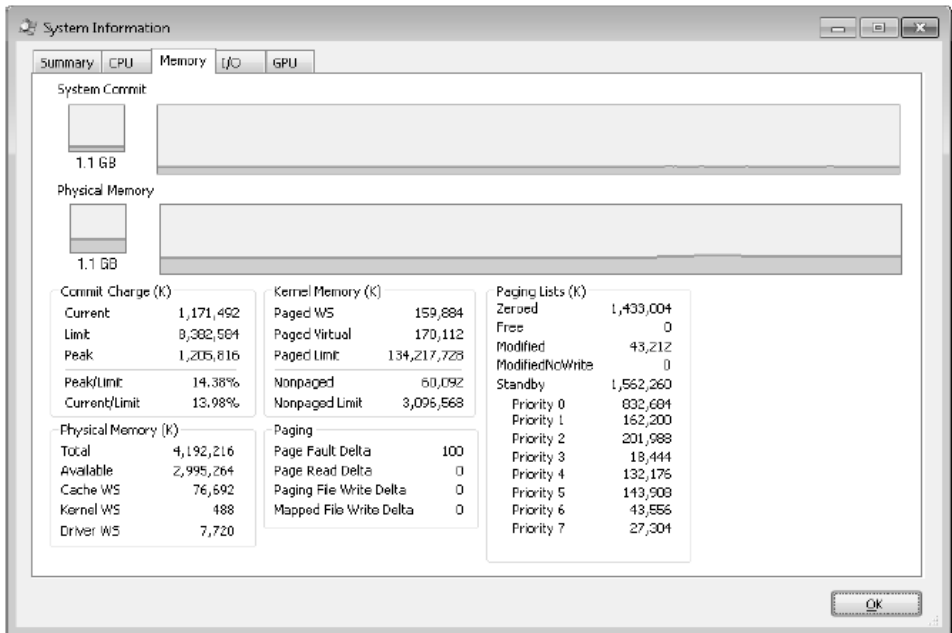 System Information
Summary CPU Memory I/O GPU
System Commit
1.1 GB
Physical Memory
1.1 GB
Commit Charge (K)
Current 1,171,492
Limit 8,382,584
Peak 1,205,816
Peak/Limit 14.38%
Current/Limit 13.98%
Physical Memory (K)
Total 4,192,216
Available 2,995,264
Cache WS 76,692
Kernel WS 488
Driver WS 7,720
Kernel Memory (K)
Paged WS 159,884
Paged Virtual 170,112
Paged Limit 134,217,728
Nonpaged 60,092
Nonpaged Limit 3,096,568
Paging
Page Fault Delta 100
Page Read Delta 0
Paging File Write Delta 0
Mapped File Write Delta 0
Paging Lists (K)
Zeroed 1,433,004
Free 0
Modified 43,212
ModifiedNoWrite 0
Standby 1,562,260
Priority 0 832,684
Priority 1 162,200
Priority 2 201,988
Priority 3 18,444
Priority 4 132,176
Priority 5 143,908
Priority 6 43,556
Priority 7 27,304
OK